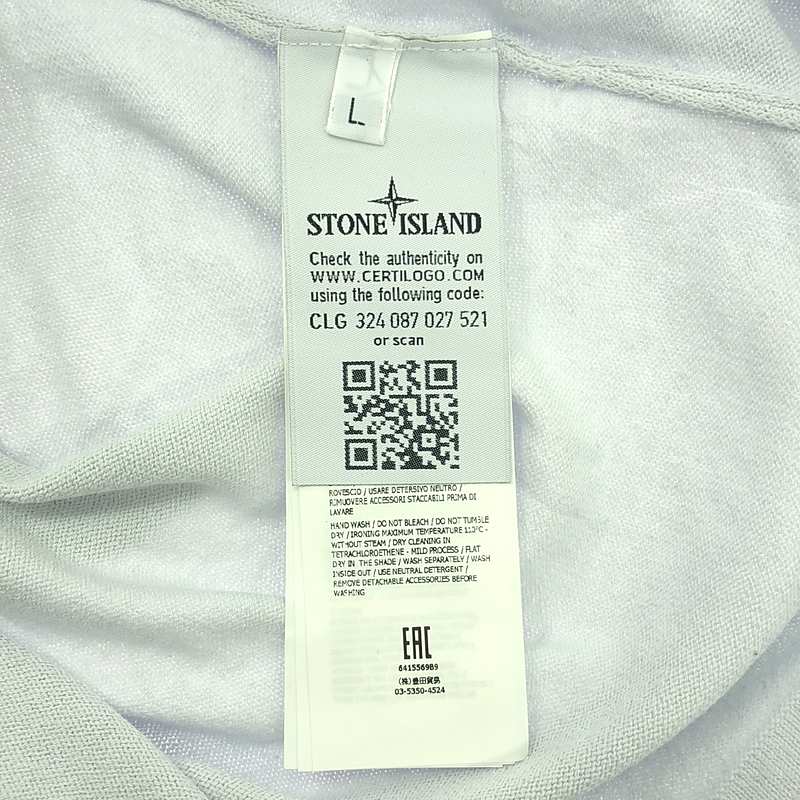 L
STONE ISLAND
Check the authenticity on
WWW.CERTILOGO.COM
using the following code:
CLG 324 087 027 521
or scan
ROVESCIO / USARE DETERSIVO NEUTRO /
RIMUOVERE ACCESSORI STACCABILI PRIMA DI
LAVARE
HAND WASH / DO NOT BLEACH / DO NOT TUMBLE
DRY / IRONING MAXIMUM TEMPERATURE 110°C -
WITHOUT STEAM / DRY CLEANING IN
TETRACHLOROETHENE - MILD PROCESS / FLAT
DRY IN THE SHADE / WASH SEPARATELY / WASH
INSIDE OUT / USE NEUTRAL DETERGENT /
REMOVE DETACHABLE ACCESSORIES BEFORE
WASHING
EAC
6415569B9
(株)豊田貿易
03-5350-4524